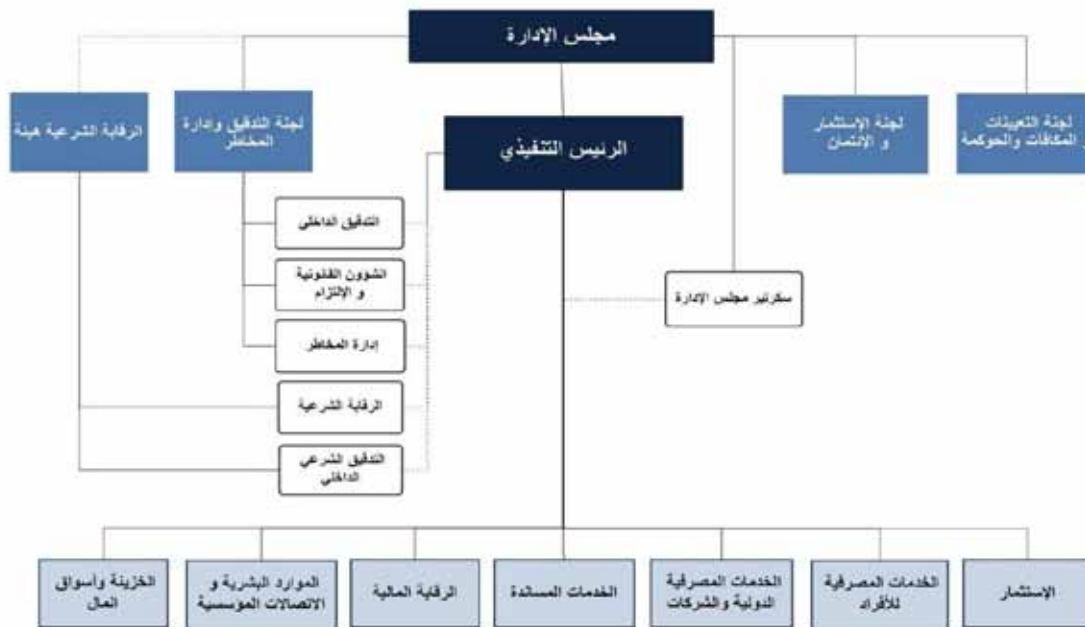 مجلس الإدارة
لجنة التعيينات
و المكافات والحوكمة
لجنة الإستثمار
و الإئتمان
لجنة التدقيق وإدارة
المخاطر
الرقابة الشرعية هيئة
الرئيس التنفيذي
سكرتير مجلس الإدارة
التدقيق الداخلي
الشؤون القانونية
و الإلتزام
إدارة المخاطر
الرقابة الشرعية
التدقيق الشرعي
الداخلي
الإستثمار
الخدمات المصرفية
للأفراد
الخدمات المصرفية
الدولية والشركات
الخدمات المساندة
الرقابة المالية
الموارد البشرية و
الاتصالات المؤسسية
الخزينة وأسواق
المال